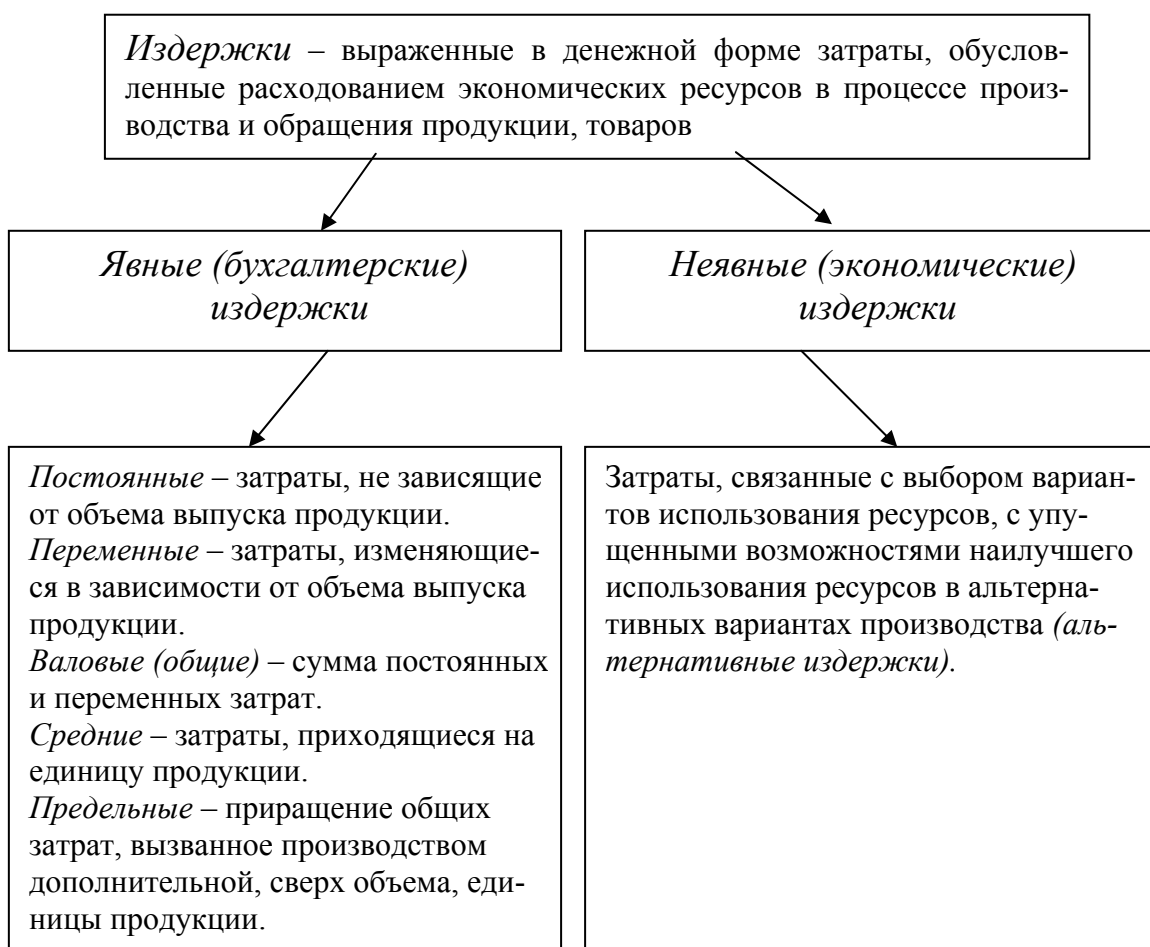 Издержки – выраженные в денежной форме затраты, обуслов-
ленные расходованием экономических ресурсов в процессе произ-
водства и обращения продукции, товаров
Явные (бухгалтерские)
издержки
Неявные (экономические)
издержки
Постоянные – затраты, не зависящие
от объема выпуска продукции.
Переменные – затраты, изменяющие-
ся в зависимости от объема выпуска
продукции.
Валовые (общие) – сумма постоянных
и переменных затрат.
Средние – затраты, приходящиеся на
единицу продукции.
Предельные – приращение общих
затрат, вызванное производством
дополнительной, сверх объема, еди-
ницы продукции.
Затраты, связанные с выбором вариан-
тов использования ресурсов, с упу-
щенными возможностями наилучшего
использования ресурсов в альтерна-
тивных вариантах производства (аль-
тернативные издержки).